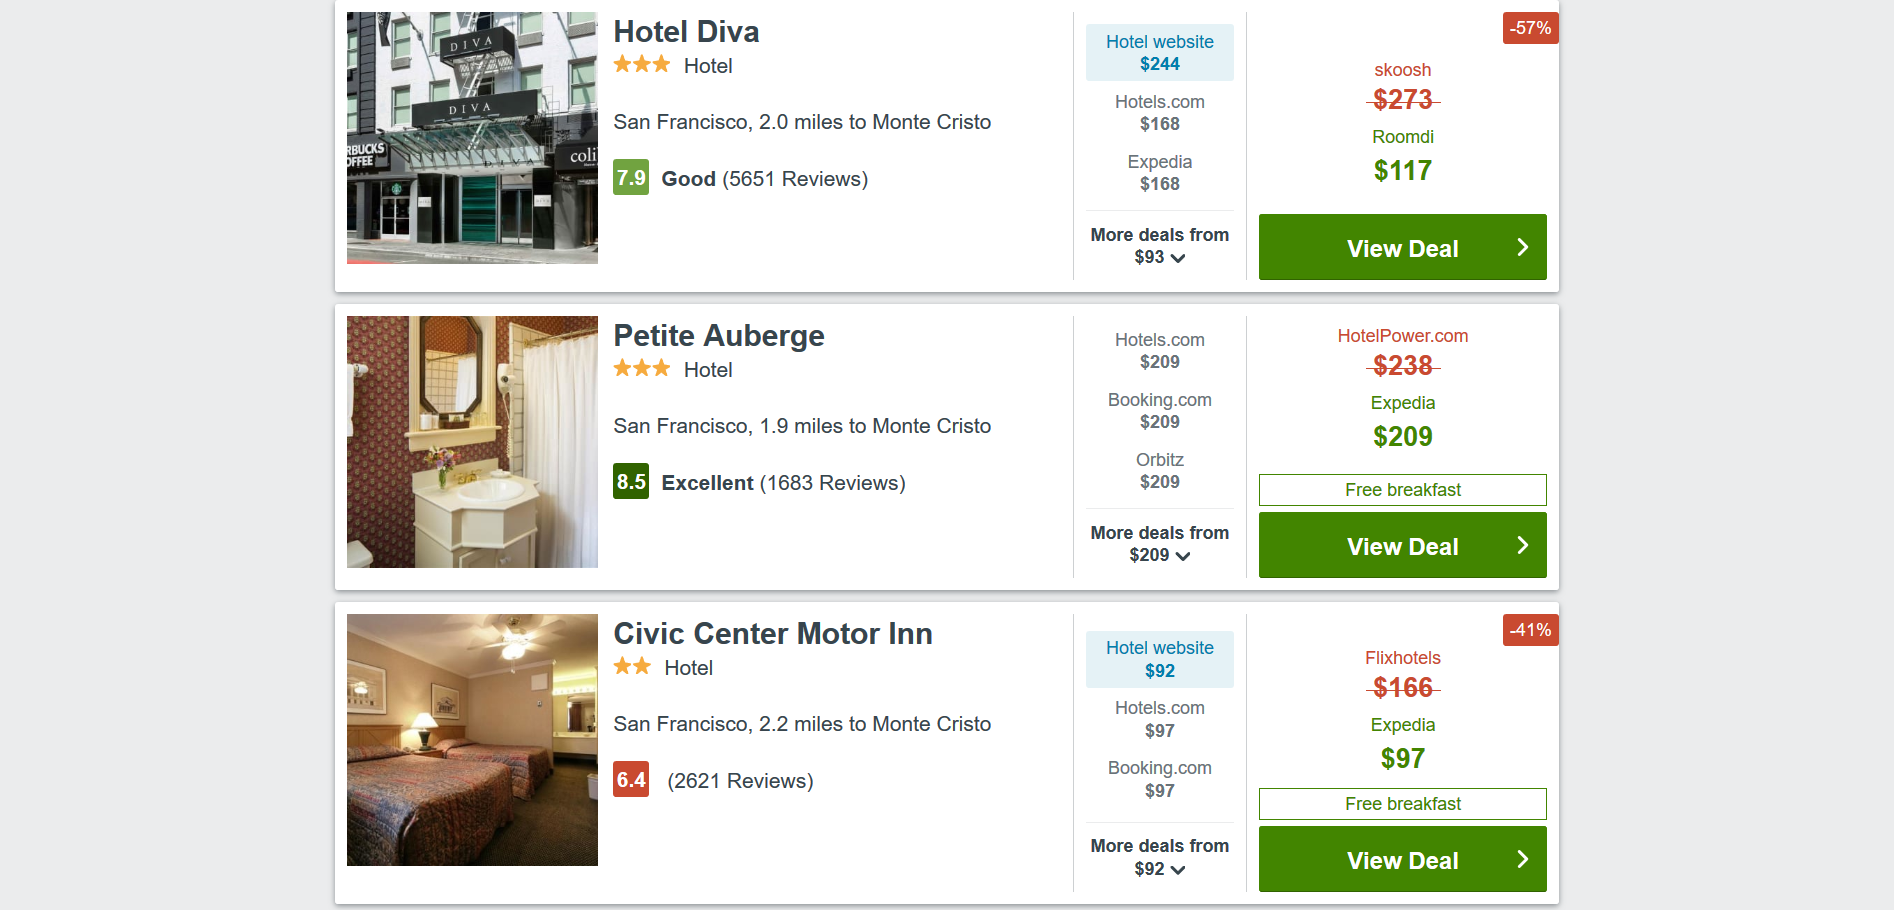 DIVA
DIVA
DIVA
RBUCKS
OFFEE
coli
Hotel Diva
Hotel
San Francisco, 2.0 miles to Monte Cristo
7.9 Good (5651 Reviews)
Hotel website
$244
Hotels.com
$168
Expedia
$168
More deals from
$93
-57%
skoosh
$273
Roomdi
$117
View Deal
Petite Auberge
Hotel
San Francisco, 1.9 miles to Monte Cristo
8.5 Excellent (1683 Reviews)
Hotels.com
$209
Booking.com
$209
Orbitz
$209
More deals from
$209
HotelPower.com
$238
Expedia
$209
Free breakfast
View Deal
Civic Center Motor Inn
Hotel
San Francisco, 2.2 miles to Monte Cristo
6.4 (2621 Reviews)
Hotel website
$92
Hotels.com
$97
Booking.com
$97
More deals from
$92
-41%
Flixhotels
$166
Expedia
$97
Free breakfast
View Deal